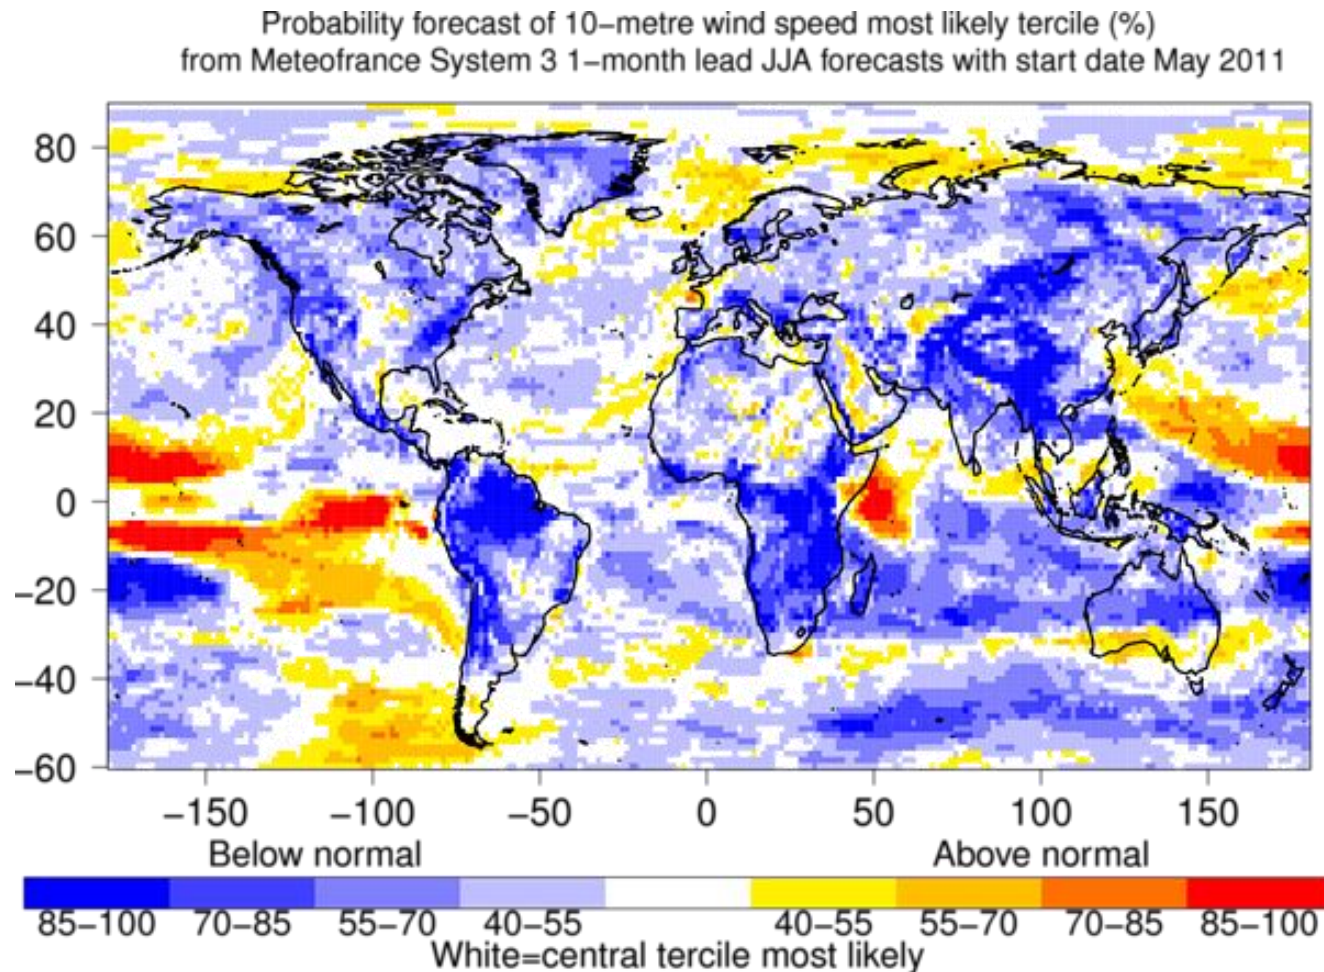 Probability forecast of 10−metre wind speed most likely tercile (%)
from Meteofrance System 3 1−month lead JJA forecasts with start date May 2011
80
60
40
20
0
−20
−40
−60
−150 −100 −50 0 50 100 150
Below normal Above normal
85−100 70−85 55−70 40−55 40−55 55−70 70−85 85−100
White=central tercile most likely